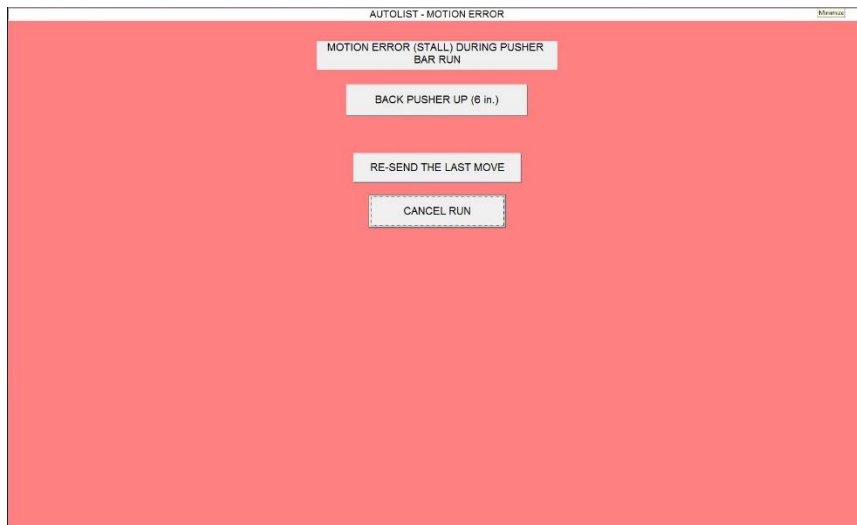 AUTOLIST - MOTION ERROR
Minimize
MOTION ERROR (STALL) DURING PUSHER
BAR RUN
BACK PUSHER UP (6 in.)
RE-SEND THE LAST MOVE
CANCEL RUN